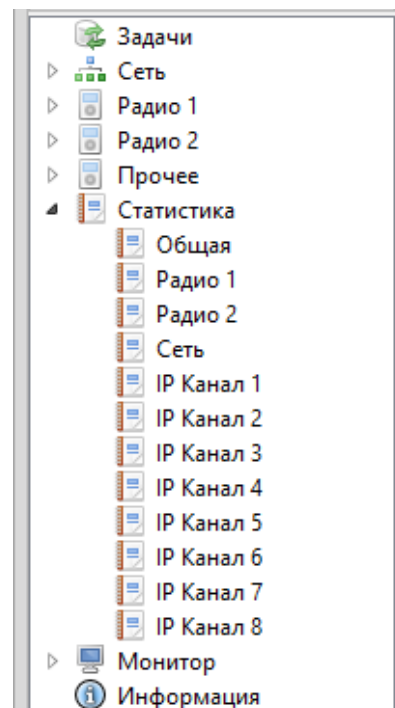 Задачи
Сеть
Радио 1
Радио 2
Прочее
Статистика
Общая
Радио 1
Радио 2
Сеть
IP Канал 1
IP Канал 2
IP Канал 3
IP Канал 4
IP Канал 5
IP Канал 6
IP Канал 7
IP Канал 8
Монитор
Информация